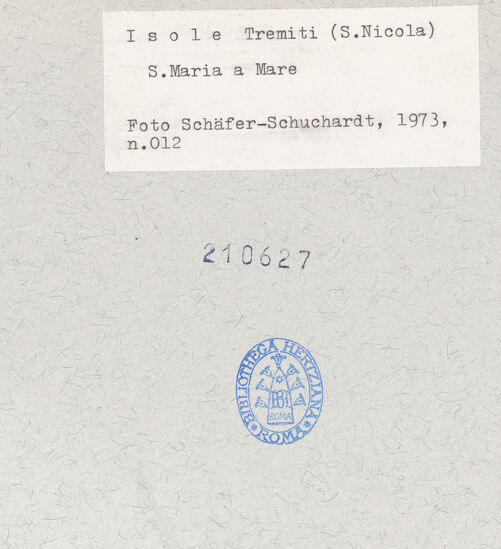 I s o l e Tremiti (S.Nicola)
S.Maria a Mare
Foto Schäfer-Schuchardt, 1973,
n.012
210627
BIBLIOTHECA HERTZIANA
ROMA
ROMA